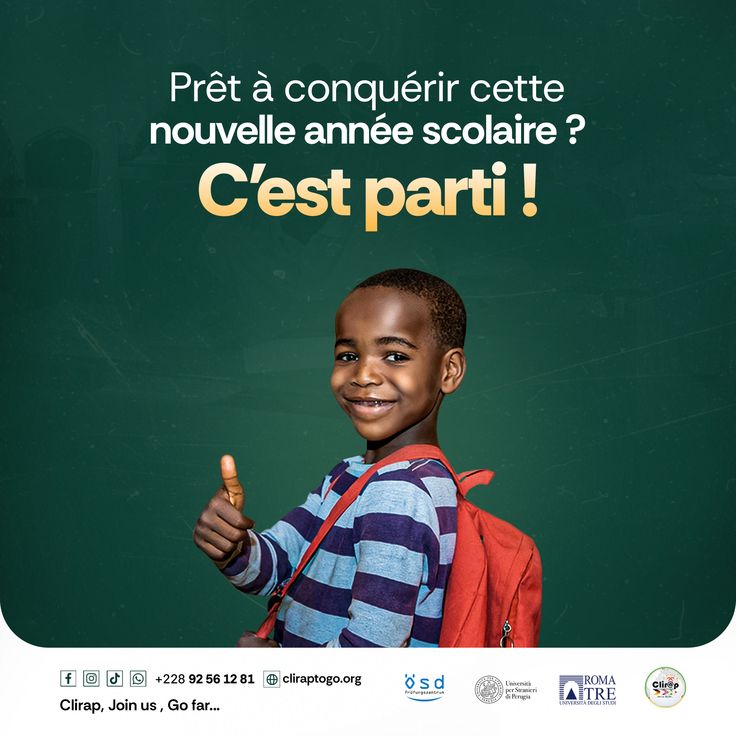 Prêt à conquérir cette
nouvelle année scolaire ?
C'est parti !
+228 92 56 12 81 cliraptogo.org
Clirap, Join us , Go far...
ösd
Prüfungszentrum
Università
per Stranieri
di Perugia
ROMA
TRE
UNIVERSITÀ DEGLI STUDI
Clirap